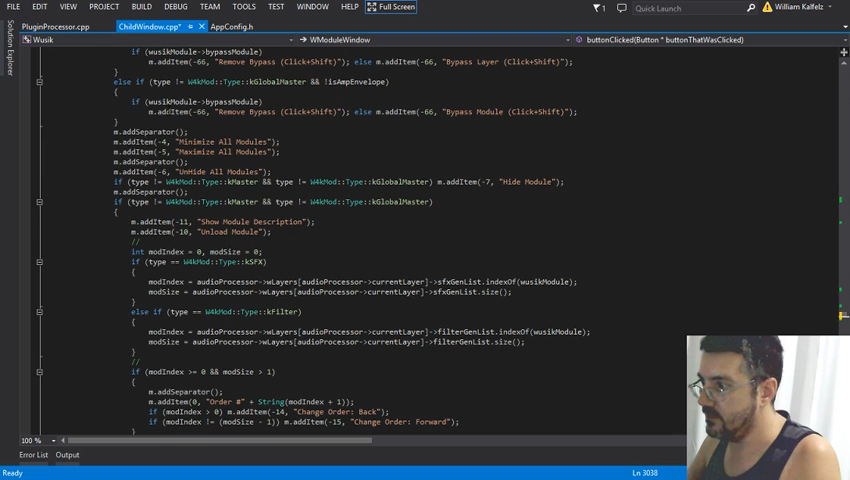 FILE EDIT VIEW PROJECT BUILD DEBUG TEAM TOOLS TEST WINDOW HELP Full Screen 1 Quick Launch William Kalfelz
PluginProcessor.cpp ChildWindow.cpp* AppConfig.h
Solution Explorer
Wusik WModuleWindow buttonClicked(Button * buttonThatWasClicked)
if (wusikModule->bypassModule)
m.addItem(-66, "Remove Bypass (Click+Shift)"); else m.addItem(-66, "Bypass Layer (Click+Shift)");
}
else if (type != W4kMod::Type::kGlobalMaster && !isAmpEnvelope)
{
if (wusikModule->bypassModule)
m.addItem(-66, "Remove Bypass (Click+Shift)"); else m.addItem(-66, "Bypass Module (Click+Shift)");
}
m.addSeparator();
m.addItem(-4, "Minimize All Modules");
m.addItem(-5, "Maximize All Modules");
m.addSeparator();
m.addItem(-6, "UnHide All Modules");
if (type != W4kMod::Type::kMaster && type != W4kMod::Type::kGlobalMaster) m.addItem(-7, "Hide Module");
m.addSeparator();
if (type != W4kMod::Type::kMaster && type != W4kMod::Type::kGlobalMaster)
{
m.addItem(-11, "Show Module Description");
m.addItem(-10, "Unload Module");
//
int modIndex = 0, modSize = 0;
if (type == W4kMod::Type::kSFX)
{
modIndex = audioProcessor->wLayers[audioProcessor->currentLayer]->sfxGenList.indexOf(wusikModule);
modSize = audioProcessor->wLayers[audioProcessor->currentLayer]->sfxGenList.size();
}
else if (type == W4kMod::Type::kFilter)
{
modIndex = audioProcessor->wLayers[audioProcessor->currentLayer]->filterGenList.indexOf(wusikModule);
modSize = audioProcessor->wLayers[audioProcessor->currentLayer]->filterGenList.size();
}
//
if (modIndex >= 0 && modSize > 1)
{
m.addSeparator();
m.addItem(0, "Order #" + String(modIndex + 1));
if (modIndex > 0) m.addItem(-14, "Change Order: Back");
if (modIndex != (modSize - 1)) m.addItem(-15, "Change Order: Forward");
}
100 %
Error List Output
Ready Ln 3038